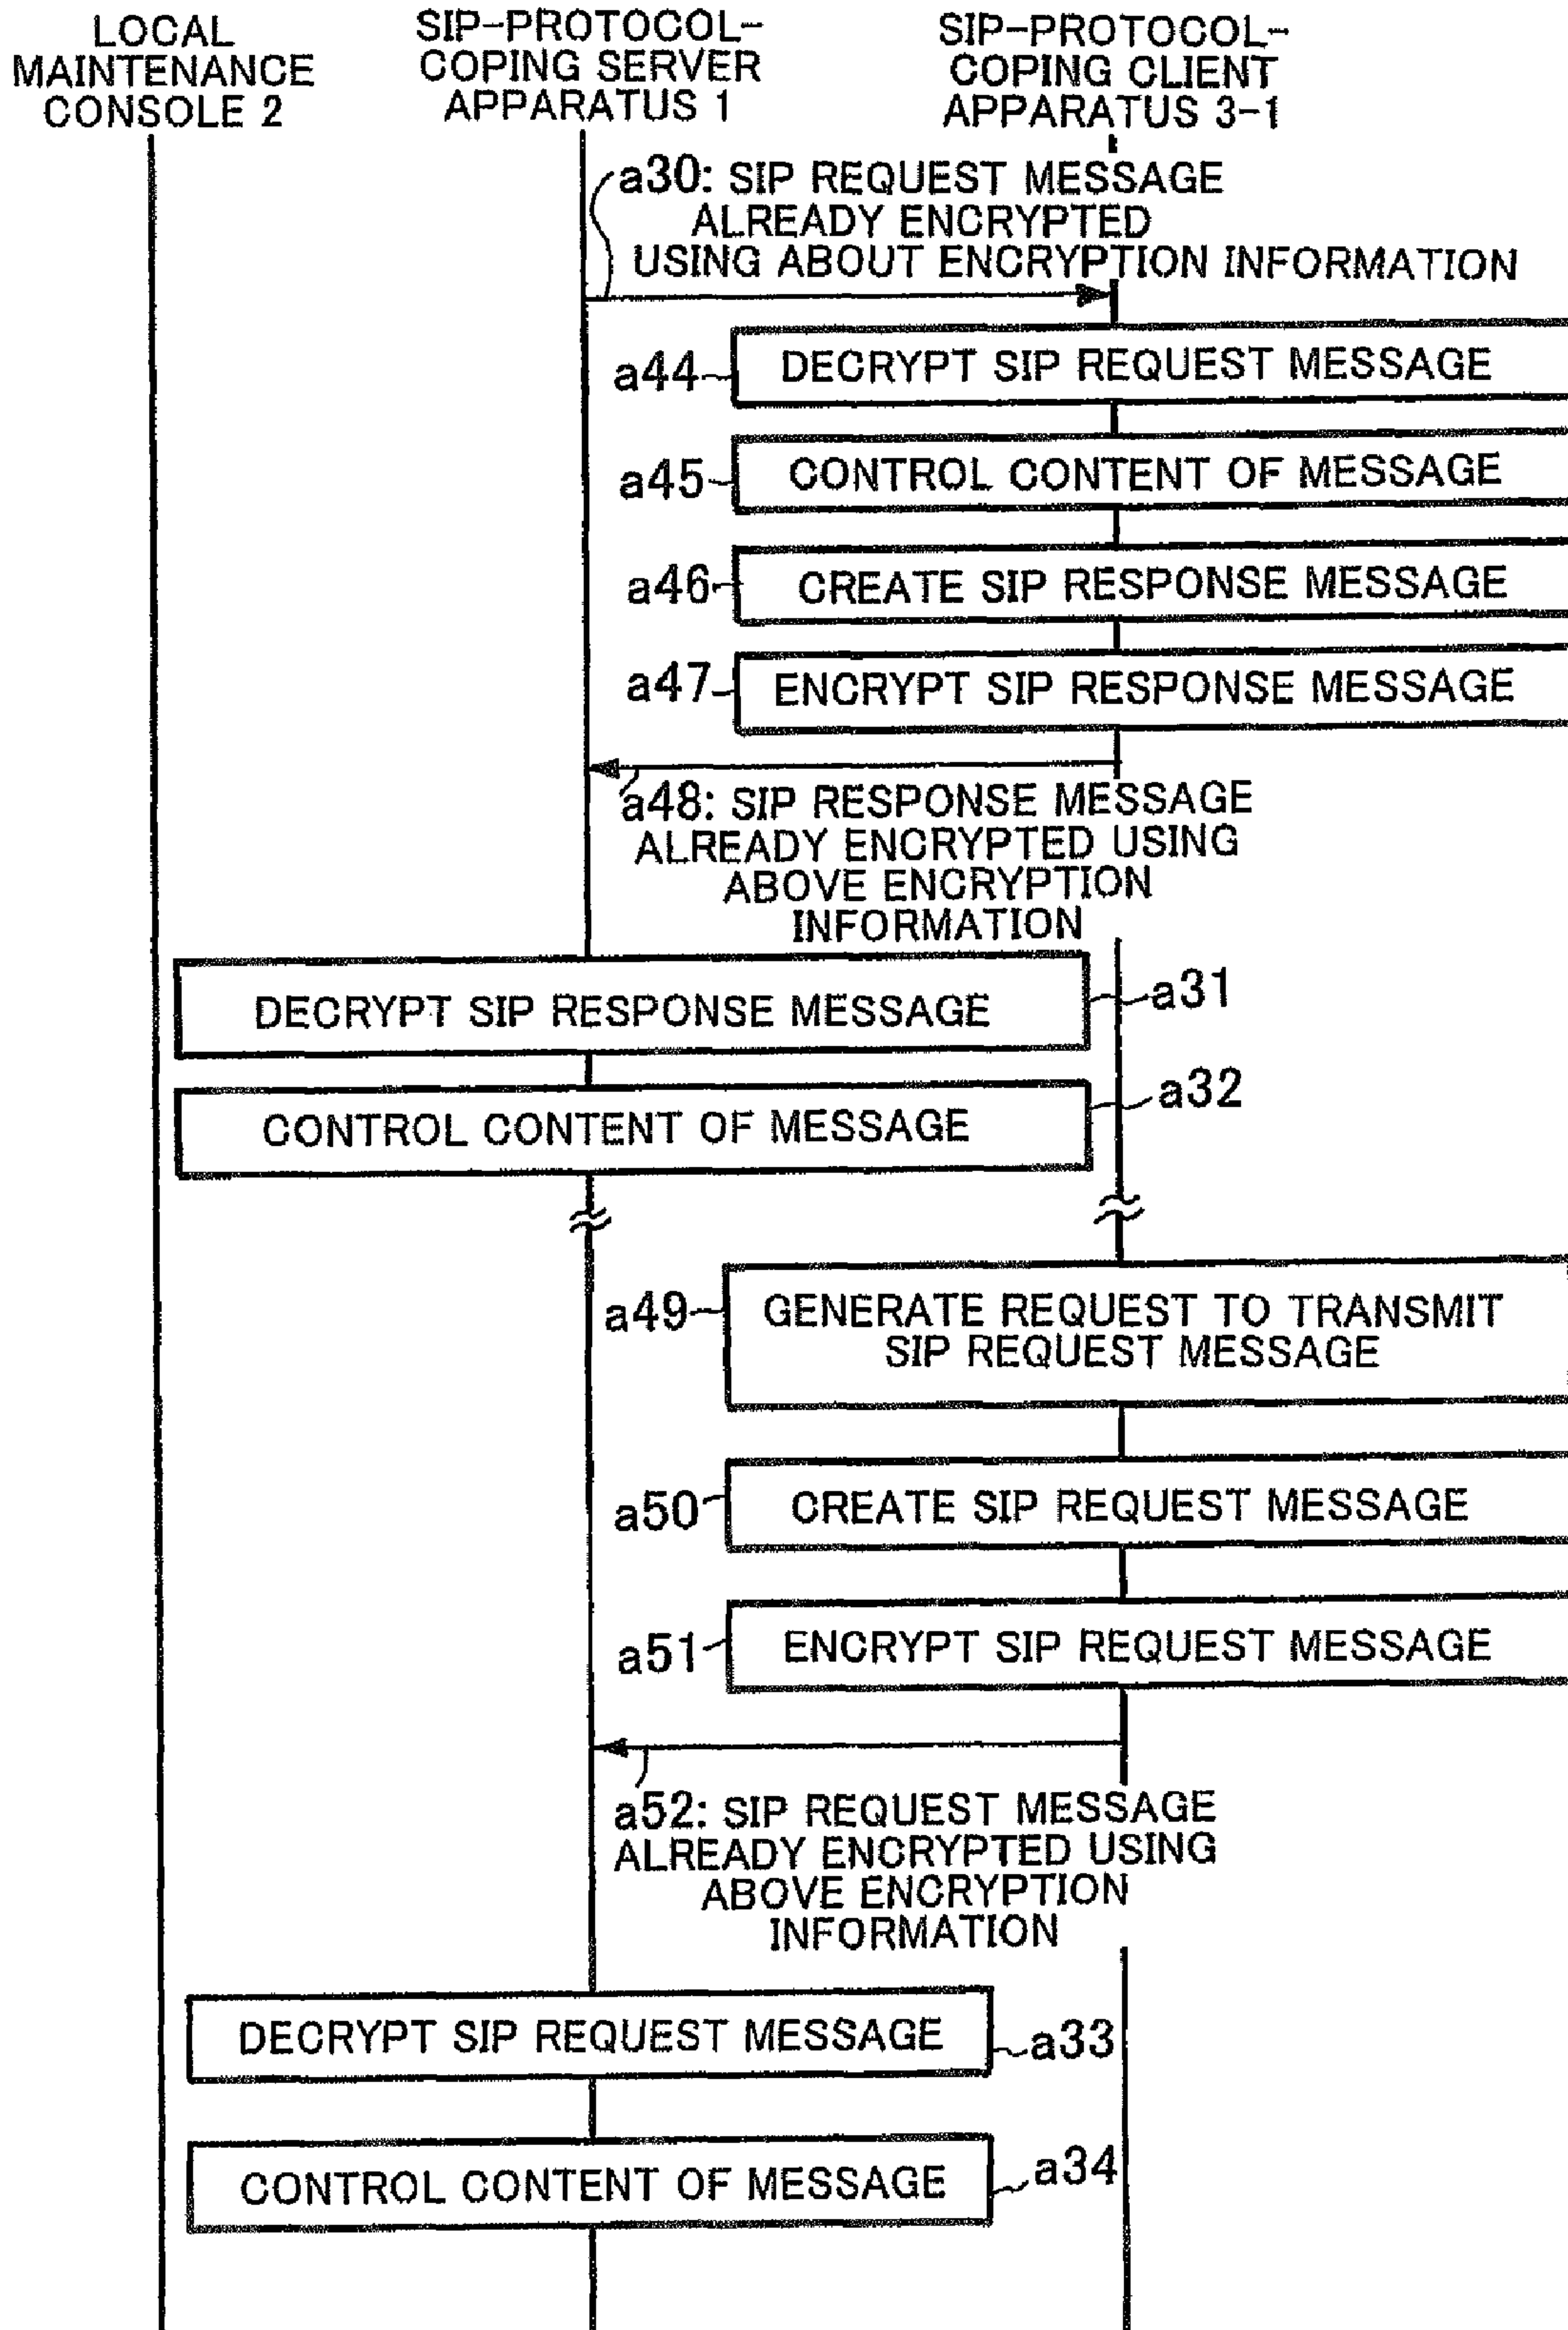 LOCAL
MAINTENANCE
CONSOLE 2
SIP-PROTOCOL-
COPING SERVER
APPARATUS 1
SIP-PROTOCOL-
COPING CLIENT
APPARATUS 3-1
a30: SIP REQUEST MESSAGE
ALREADY ENCRYPTED
USING ABOUT ENCRYPTION INFORMATION
a44
DECRYPT SIP REQUEST MESSAGE
a45
CONTROL CONTENT OF MESSAGE
a46
CREATE SIP RESPONSE MESSAGE
a47
ENCRYPT SIP RESPONSE MESSAGE
a48: SIP RESPONSE MESSAGE
ALREADY ENCRYPTED USING
ABOVE ENCRYPTION
INFORMATION
DECRYPT SIP RESPONSE MESSAGE
a31
CONTROL CONTENT OF MESSAGE
a32
a49
GENERATE REQUEST TO TRANSMIT
SIP REQUEST MESSAGE
a50
CREATE SIP REQUEST MESSAGE
a51
ENCRYPT SIP REQUEST MESSAGE
a52: SIP REQUEST MESSAGE
ALREADY ENCRYPTED USING
ABOVE ENCRYPTION
INFORMATION
DECRYPT SIP REQUEST MESSAGE
a33
CONTROL CONTENT OF MESSAGE
a34